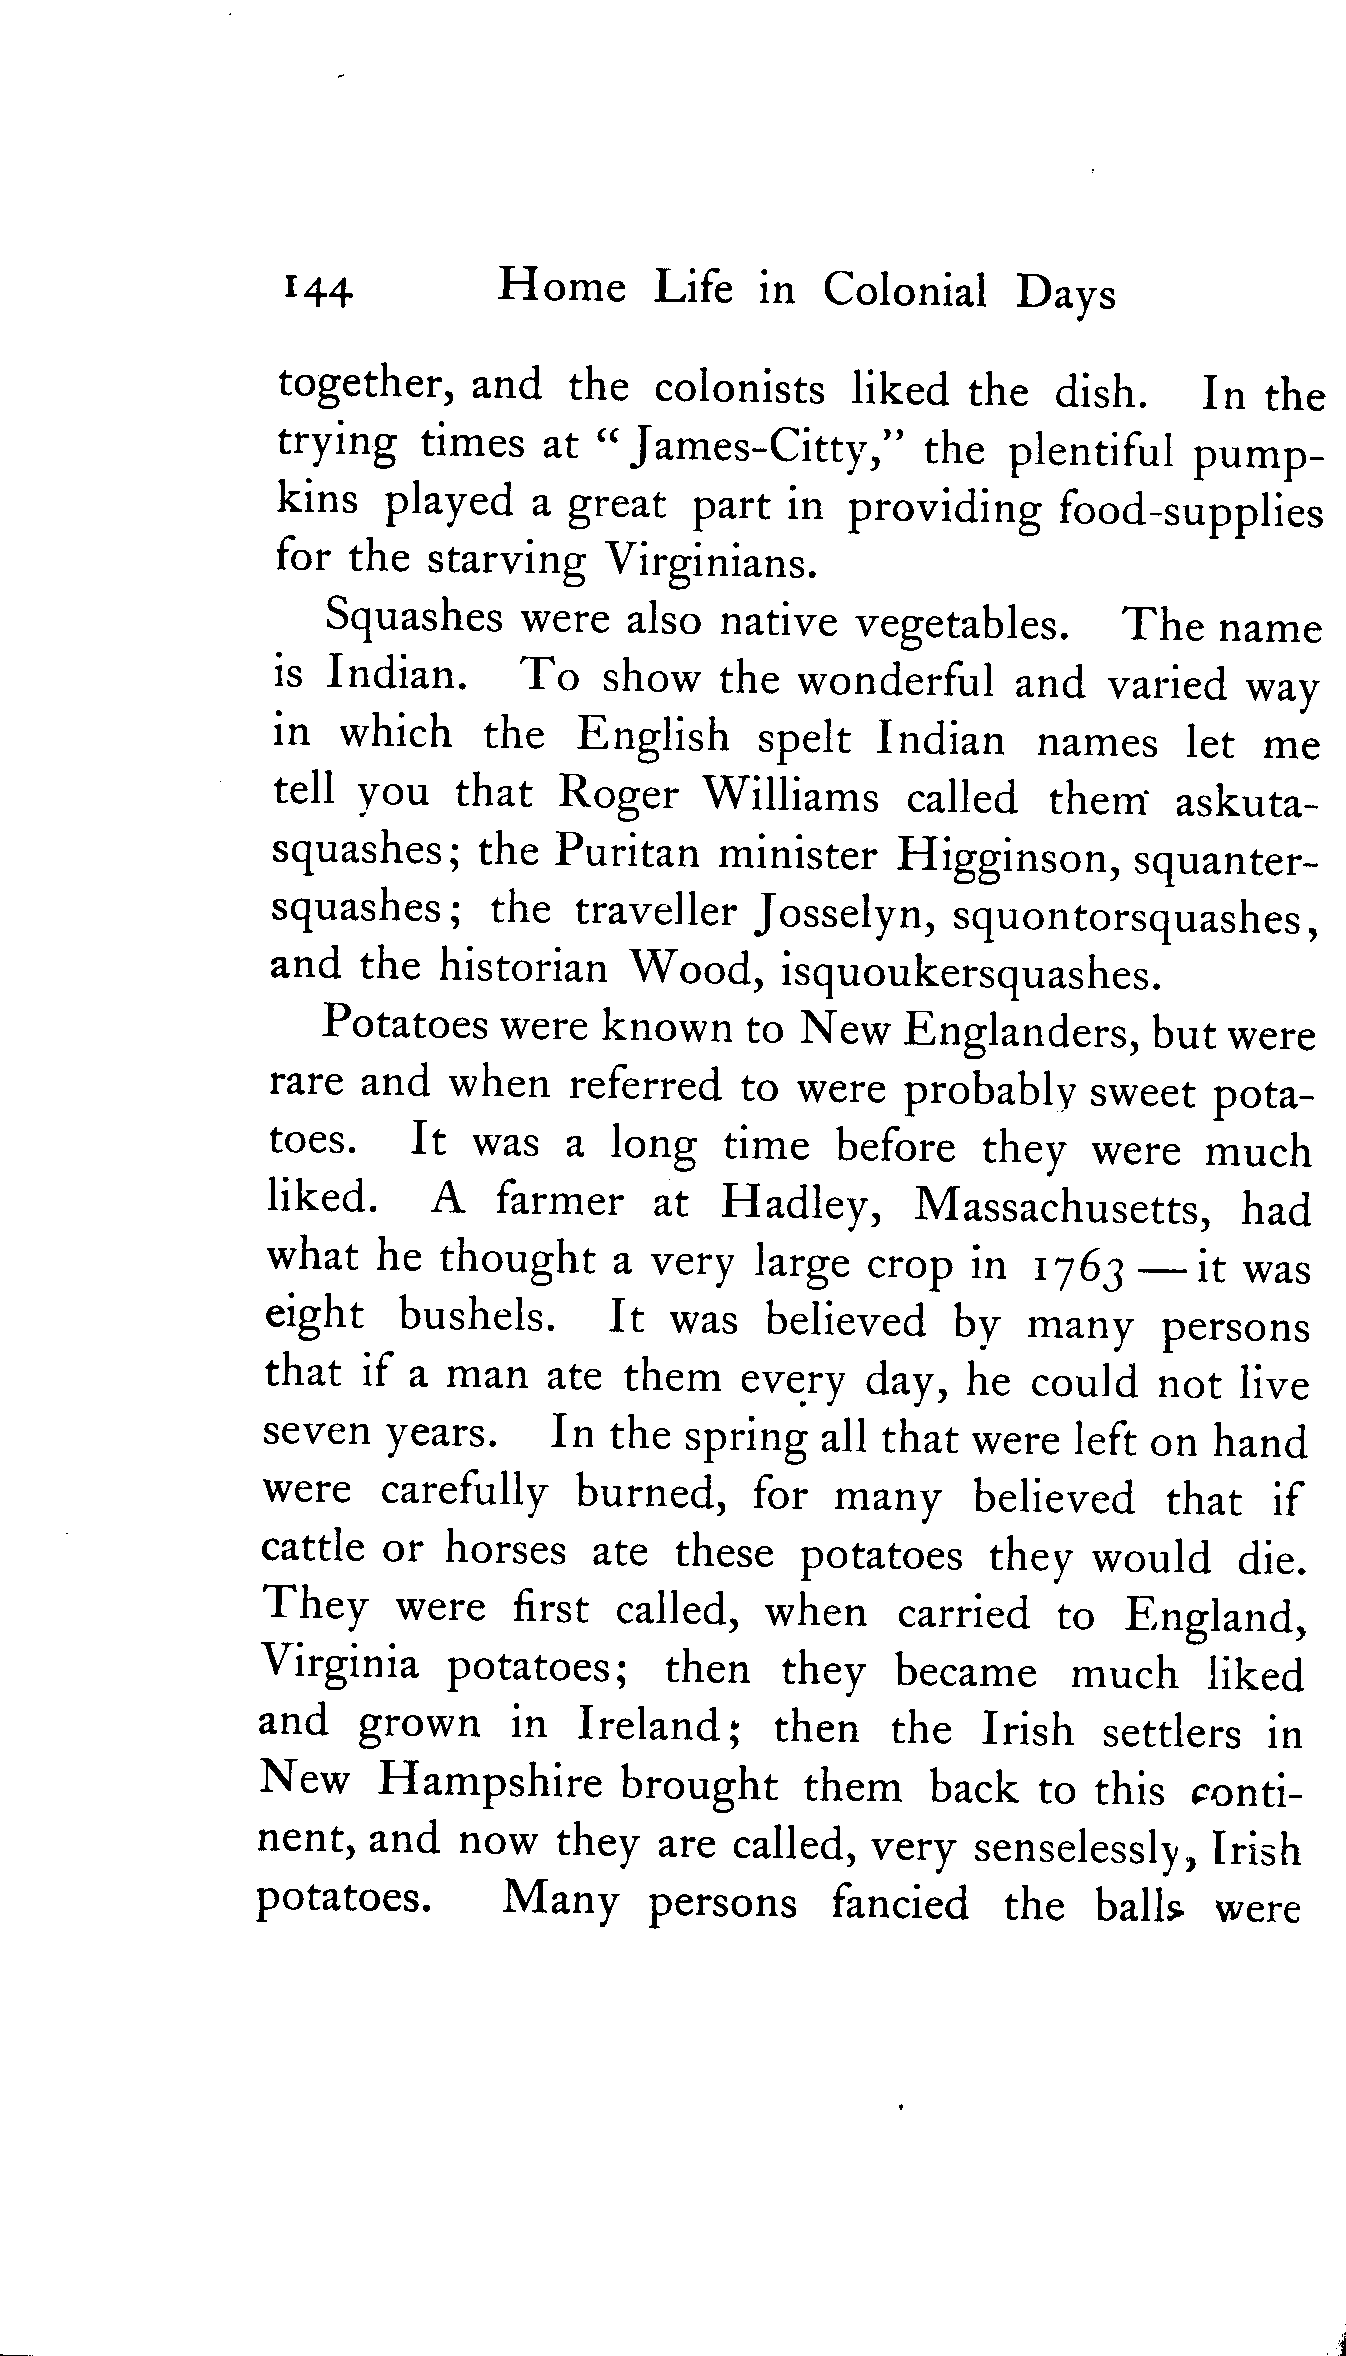 144 Home Life in Colonial Days
together, and the colonists liked the dish. In the
trying times at “James-Citty,” the plentiful pump-
kins played a great part in providing food-supplies
for the starving Virginians.
Squashes were also native vegetables. The name
is Indian. To show the wonderful and varied way
in which the English spelt Indian names let me
tell you that Roger Williams called them askuta-
squashes; the Puritan minister Higginson, squanter-
squashes; the traveller Josselyn, squontorsquashes,
and the historian Wood, isquoukersquashes.
Potatoes were known to New Englanders, but were
rare and when referred to were probably sweet pota-
toes. It was a long time before they were much
liked. A farmer at Hadley, Massachusetts, had
what he thought a very large crop in 1763 — it was
eight bushels. It was believed by many persons
that if a man ate them every day, he could not live
seven years. In the spring all that were left on hand
were carefully burned, for many believed that if
cattle or horses ate these potatoes they would die.
They were first called, when carried to England,
Virginia potatoes; then they became much liked
and grown in Ireland; then the Irish settlers in
New Hampshire brought them back to this conti-
nent, and now they are called, very senselessly, Irish
potatoes. Many persons fancied the balls were